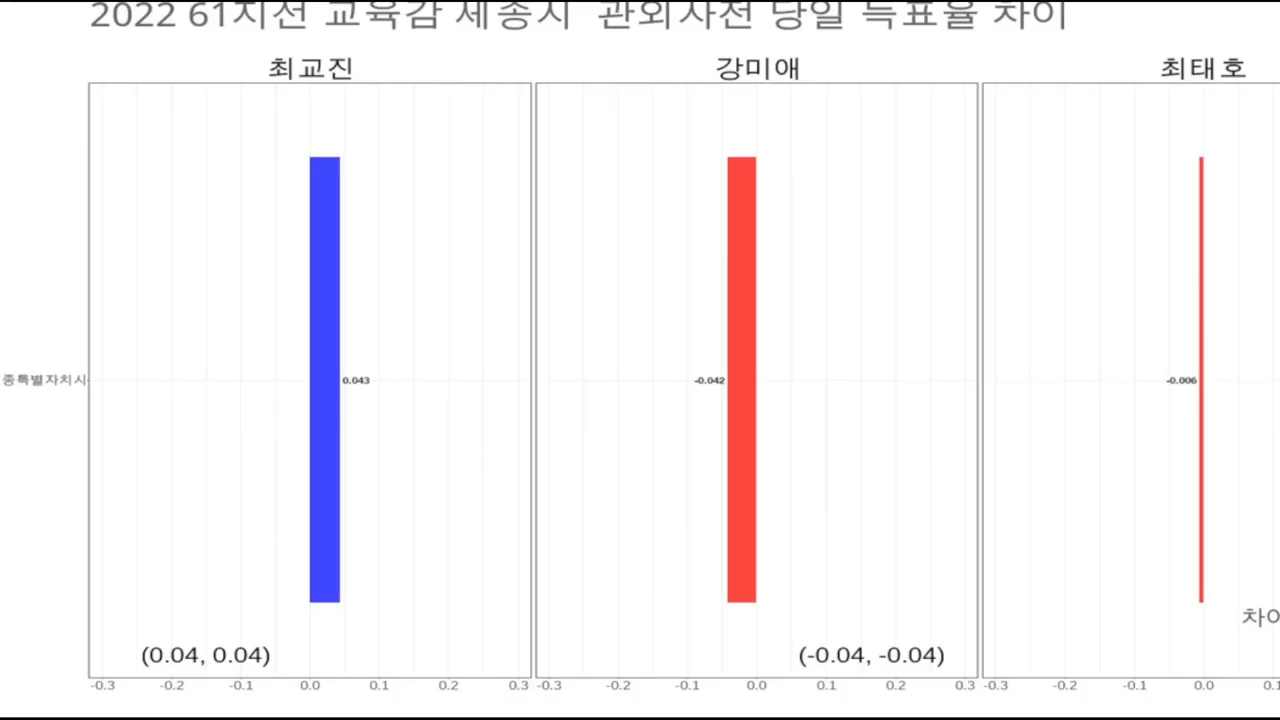 2022 61지선 교육감 세종시 관외사전 당일 득표율 차이
최교진 강미애 최태호
종특별자치시
0.043 -0.042 -0.006
차이
(0.04, 0.04) (-0.04, -0.04)
-0.3 -0.2 -0.1 0.0 0.1 0.2 0.3 -0.3 -0.2 -0.1 0.0 0.1 0.2 0.3 -0.3 -0.2 -0.1 0.0 0.1